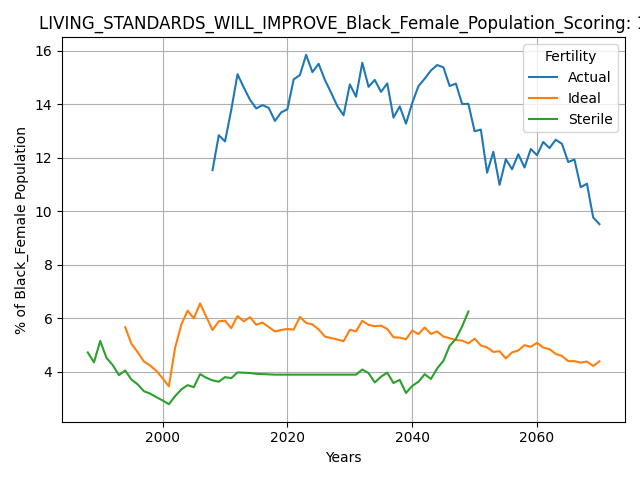 LIVING_STANDARDS_WILL_IMPROVE_Black_Female_Population_Scoring:
% of Black_Female Population
16
14
12
10
8
6
4
Fertility
Actual
Ideal
Sterile
2000 2020 2040 2060
Years